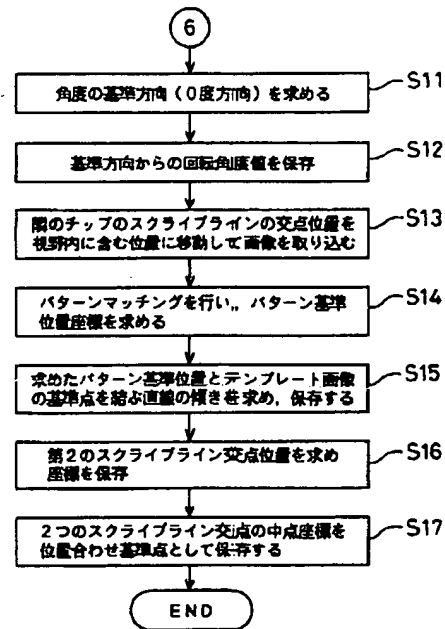 6
角度の基準方向（0度方向）を求める
S11
基準方向からの回転角度値を保存
S12
隣のチップのスクライブラインの交点位置を
視野内に含む位置に移動して画像を取り込む
S13
パターンマッチングを行い，パターン基準
位置座標を求める
S14
求めたパターン基準位置とテンプレート画像
の基準点を結ぶ直線の傾きを求め，保存する
S15
第2のスクライブライン交点位置を求め
座標を保存
S16
2つのスクライブライン交点の中点座標を
位置合わせ基準点として保存する
S17
END